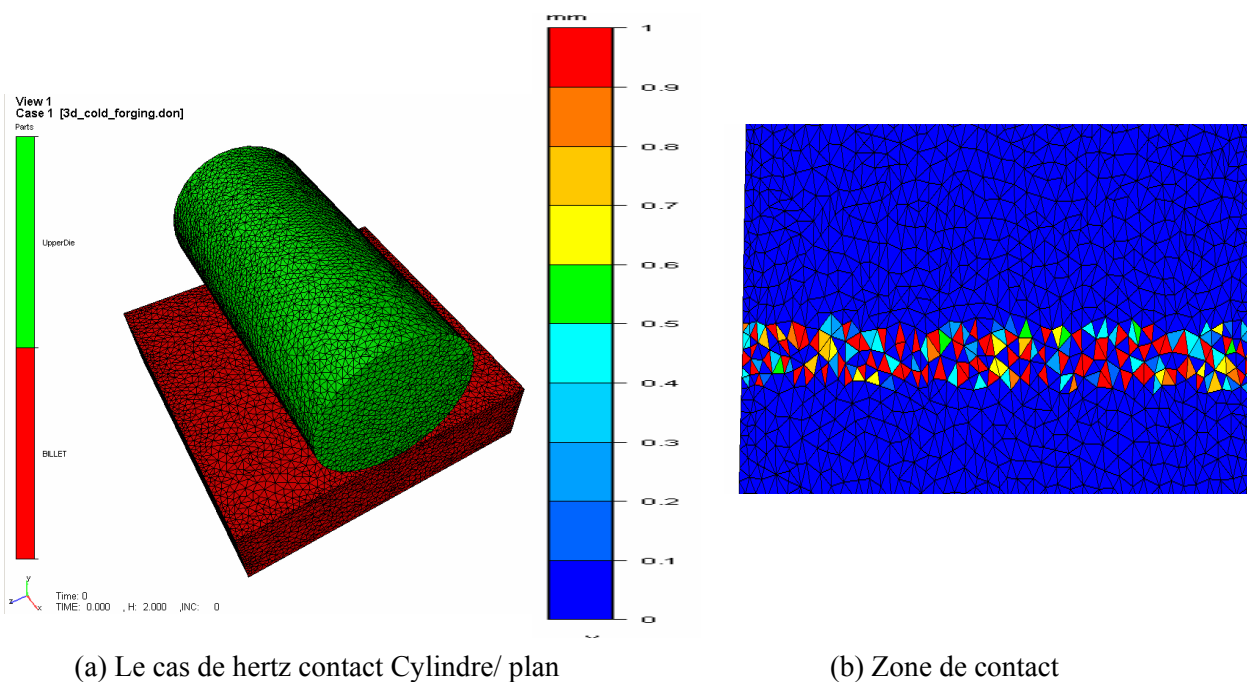 View 1
Case 1 [3d_cold_forging.don]
Parts
UpperDie
BILLET
y
z
x
Time: 0
TIME: 0.000 , H: 2.000 ,INC: 0
mm
1
0.9
0.8
0.7
0.6
0.5
0.4
0.3
0.2
0.1
0
(a) Le cas de hertz contact Cylindre/ plan
(b) Zone de contact